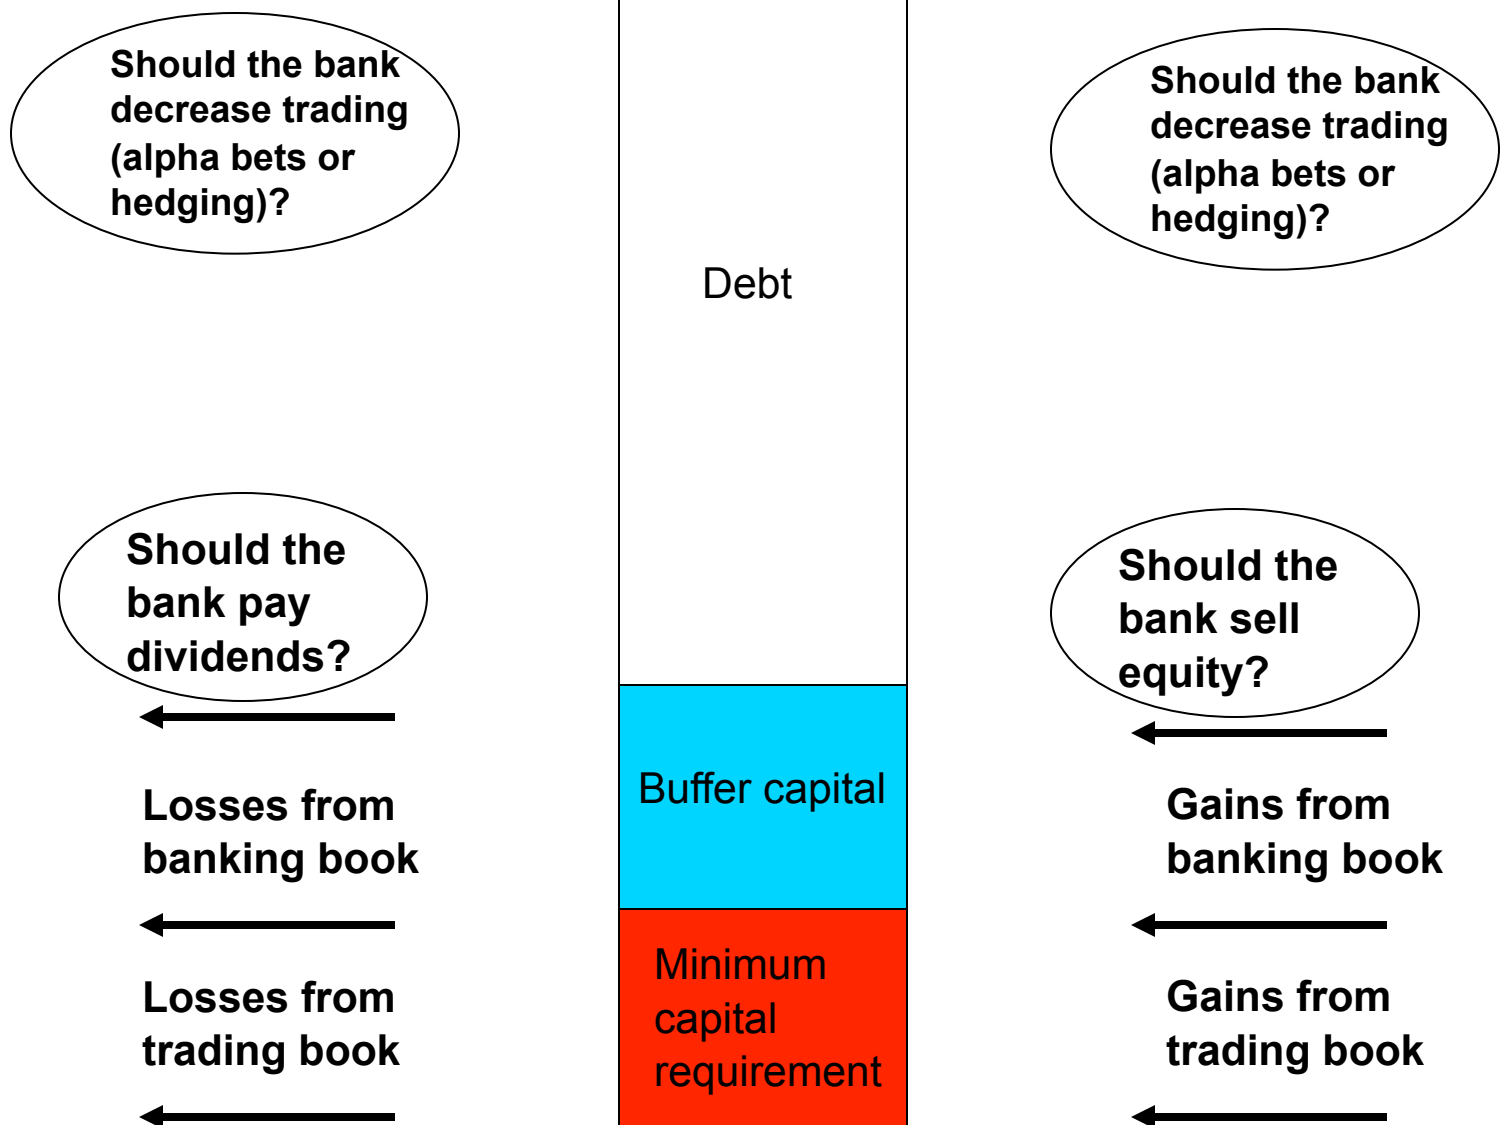 Should the bank
decrease trading
(alpha bets or
hedging)?
Should the bank
decrease trading
(alpha bets or
hedging)?
Debt
Should the
bank pay
dividends?
Should the
bank sell
equity?
Losses from
banking book
Buffer capital
Gains from
banking book
Losses from
trading book
Minimum
capital
requirement
Gains from
trading book